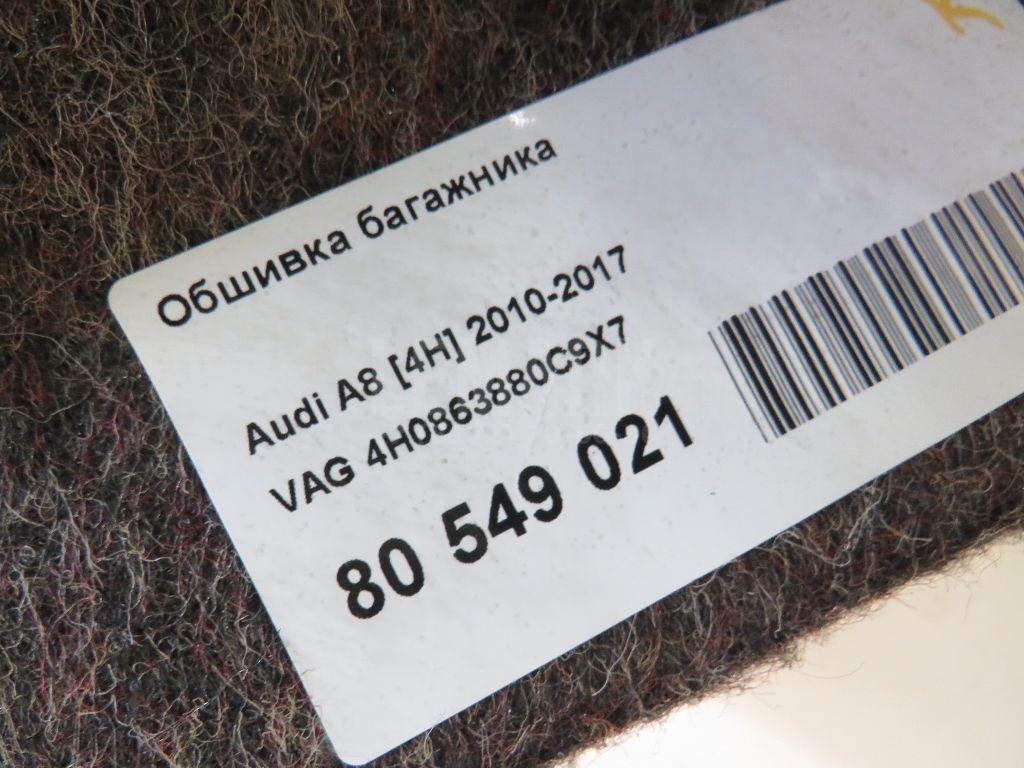 Обшивка багажника
Audi A8 [4H] 2010-2017
VAG 4H0863880C9X7
80 549 021